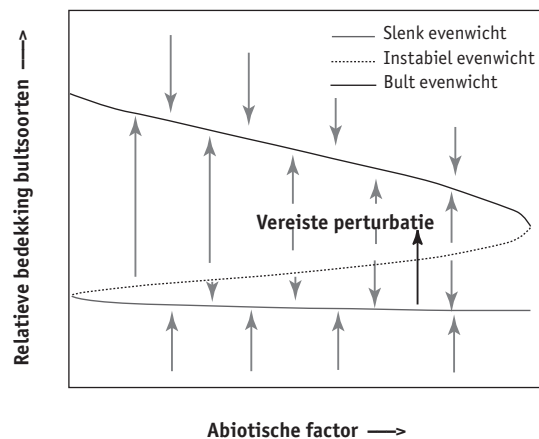 Slenk evenwicht
Instabiel evenwicht
Bult evenwicht
Relatieve bedekking bultsoorten
Vereiste perturbatie
Abiotische factor